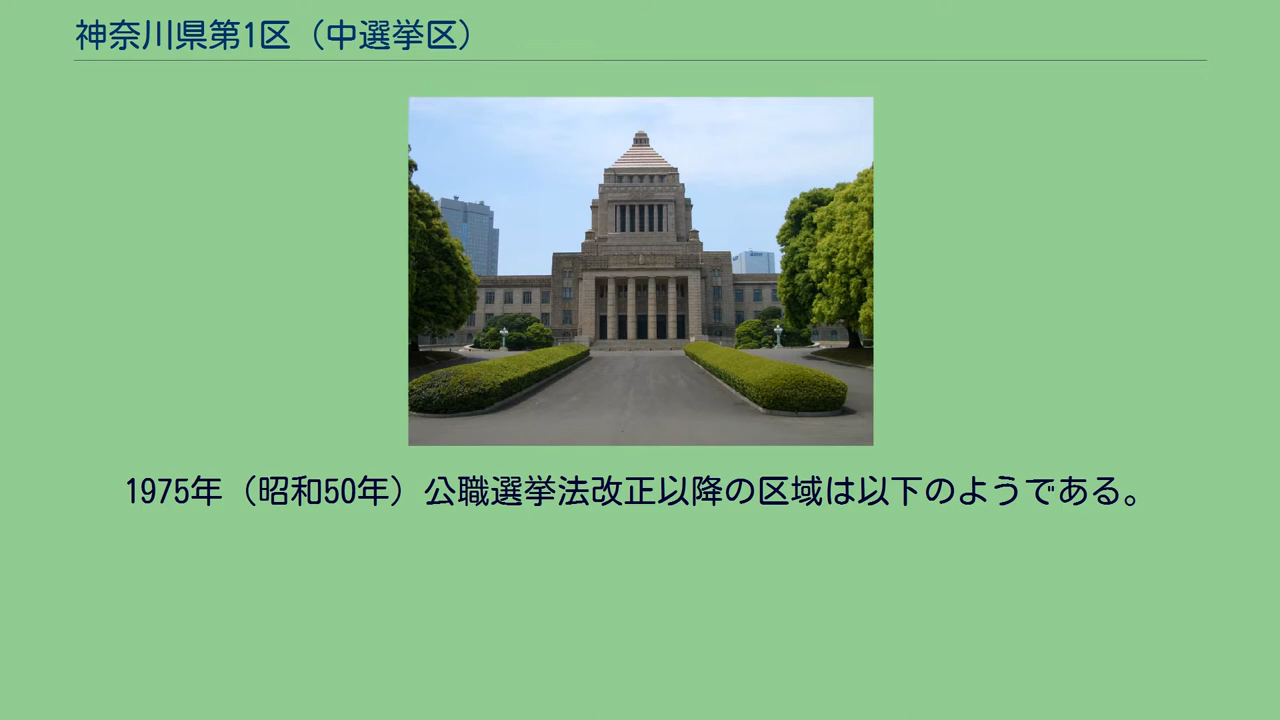 神奈川県第1区（中選挙区）
1975年（昭和50年）公職選挙法改正以降の区域は以下のようである。